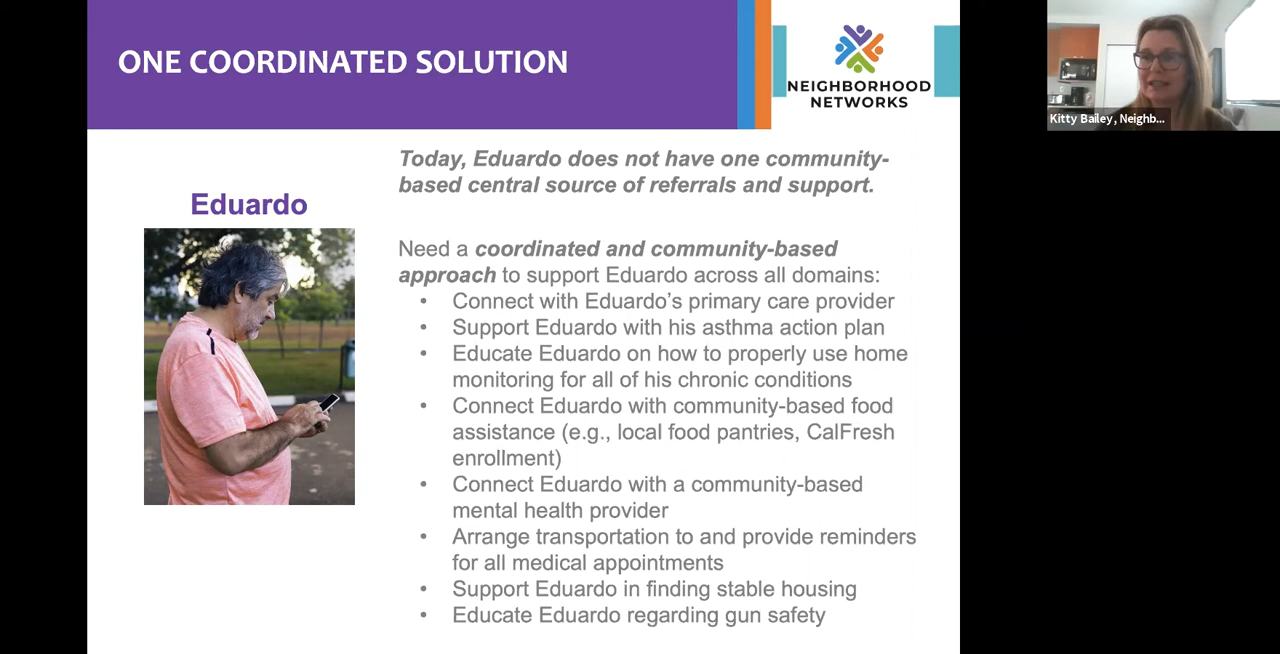 ONE COORDINATED SOLUTION
NEIGHBORHOOD
NETWORKS
Kitty Bailey, Neighb...
Today, Eduardo does not have one community-
based central source of referrals and support.
Eduardo
Need a coordinated and community-based
approach to support Eduardo across all domains:
• Connect with Eduardo’s primary care provider
• Support Eduardo with his asthma action plan
• Educate Eduardo on how to properly use home
monitoring for all of his chronic conditions
• Connect Eduardo with community-based food
assistance (e.g., local food pantries, CalFresh
enrollment)
• Connect Eduardo with a community-based
mental health provider
• Arrange transportation to and provide reminders
for all medical appointments
• Support Eduardo in finding stable housing
• Educate Eduardo regarding gun safety